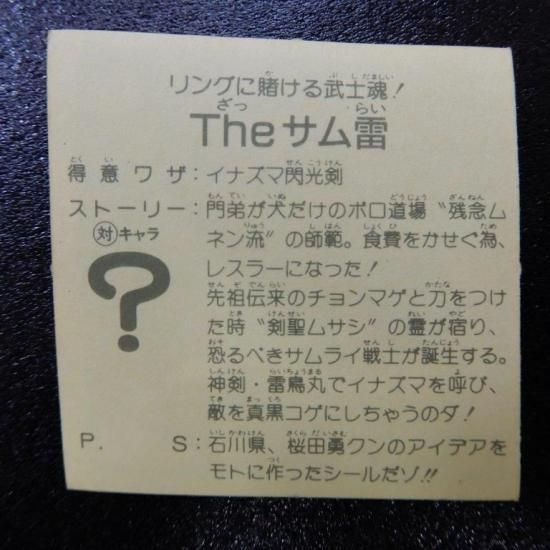 リングに賭ける武士魂!
Theサム雷
得意ワザ:イナズマ閃光剣
ストーリー:門弟が犬だけのボロ道場〝残念ム
対キャラ ネン流〟の師範。食費をかせぐ為、
レスラーになった!
?
先祖伝来のチョンマゲと刀をつけ
た時〝剣聖ムサシ〟の霊が宿り、
恐るべきサムライ戦士が誕生する。
神剣・雷鳥丸でイナズマを呼び、
敵を真黒コゲにしちゃうのダ!
P. S:石川県、桜田勇クンのアイデアを
モトに作ったシールだゾ!!